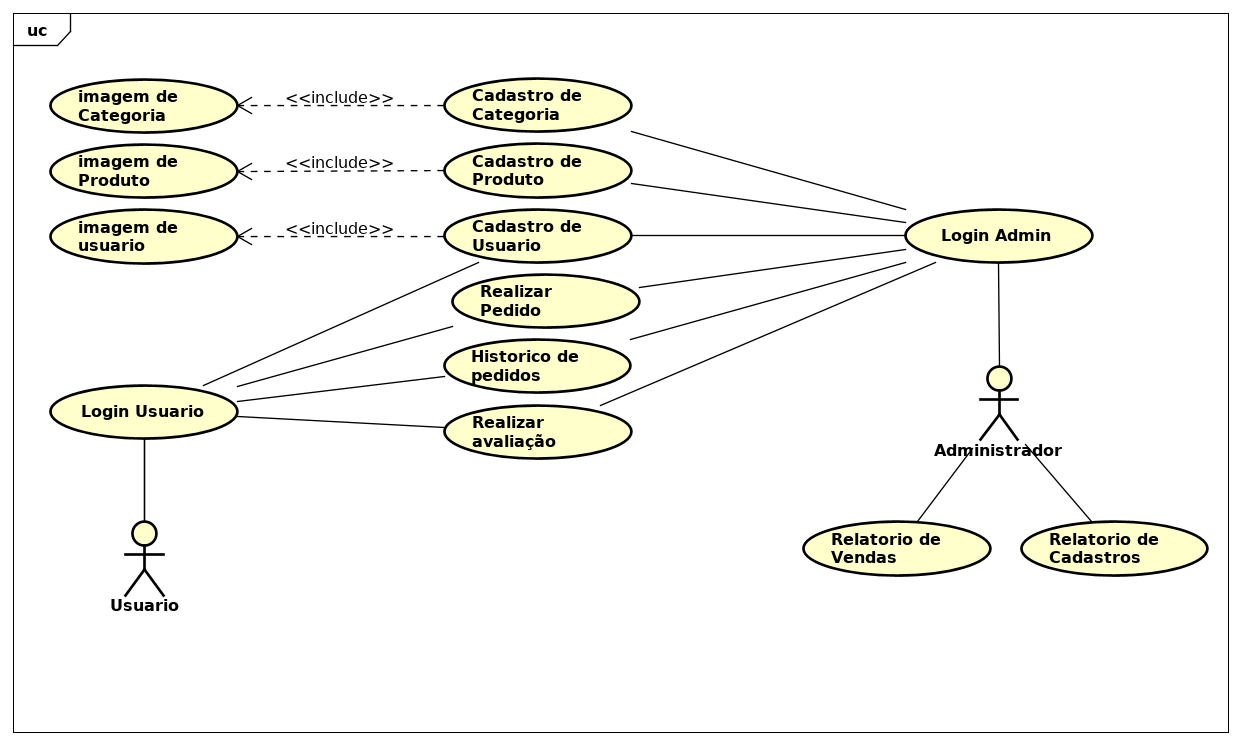 uc
imagem de
Categoria
<<include>>
Cadastro de
Categoria
imagem de
Produto
<<include>>
Cadastro de
Produto
imagem de
usuario
<<include>>
Cadastro de
Usuario
Login Admin
Realizar
Pedido
Historico de
pedidos
Login Usuario
Realizar
avaliação
Administrador
Relatorio de
Vendas
Relatorio de
Cadastros
Usuario